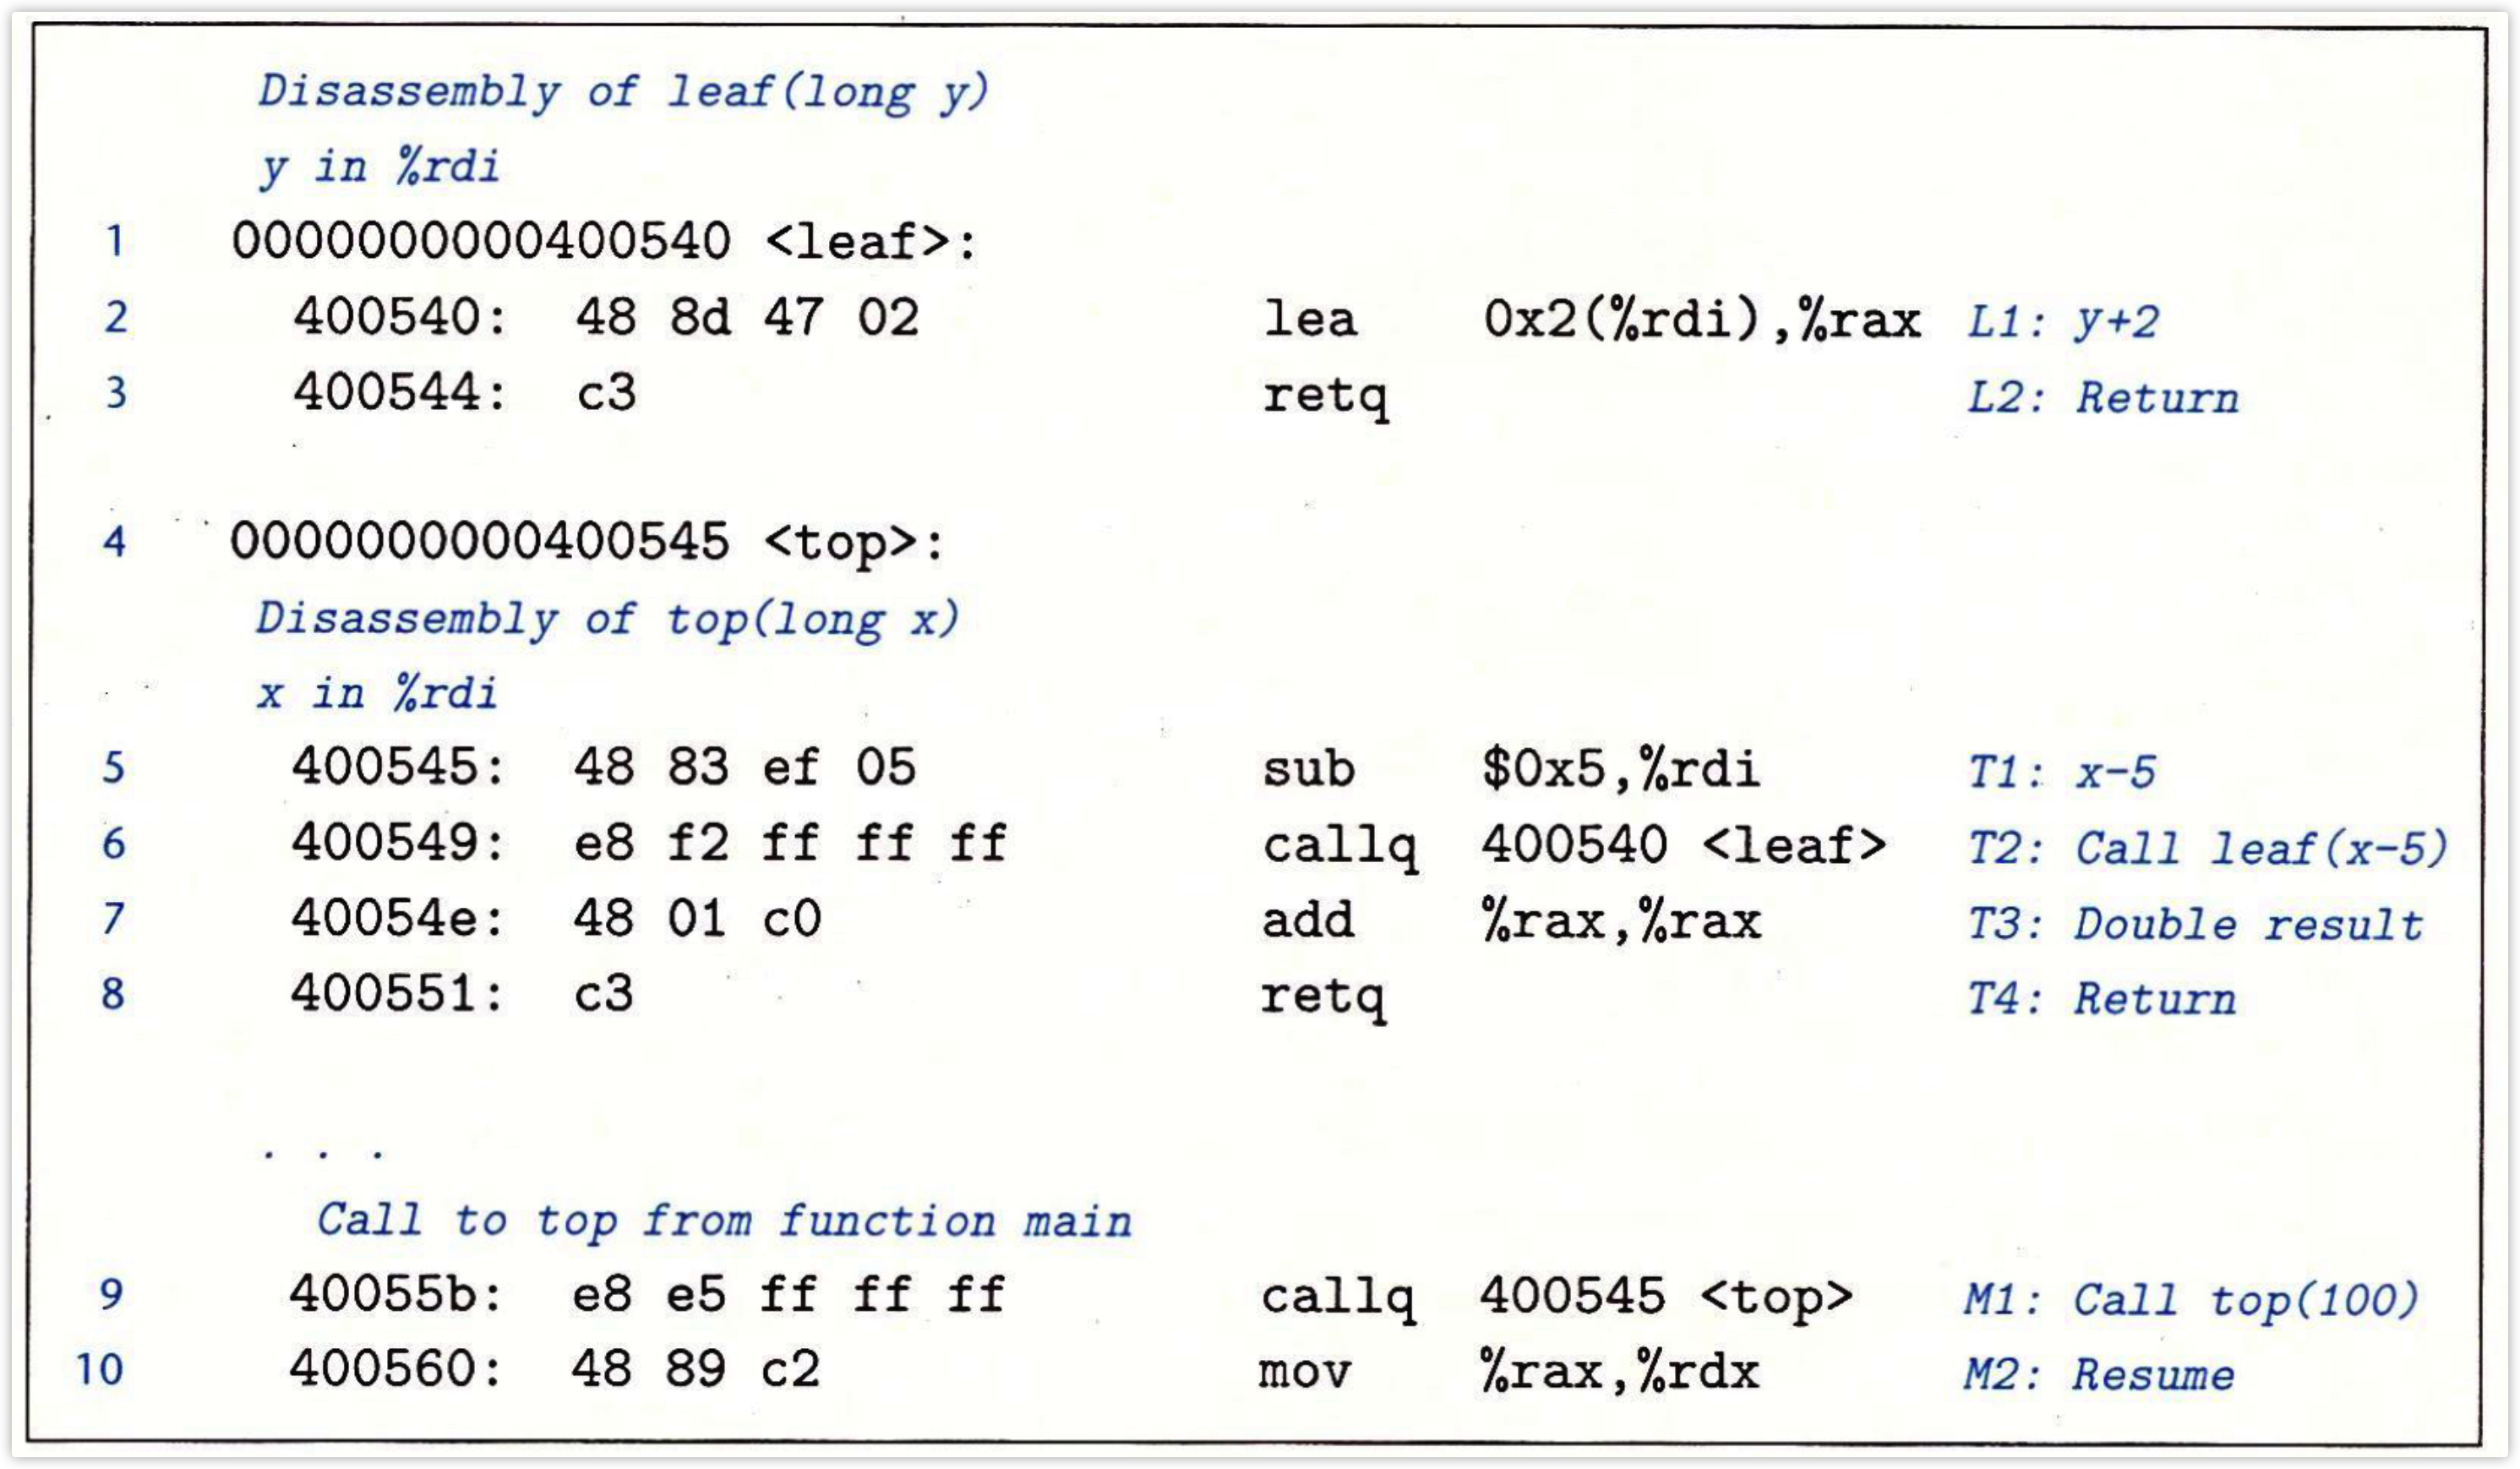 Disassembly of leaf(long y)
y in %rdi
1 0000000000400540 <leaf>:
2 400540: 48 8d 47 02 lea 0x2(%rdi),%rax L1: y+2
3 400544: c3 retq L2: Return
4 0000000000400545 <top>:
Disassembly of top(long x)
x in %rdi
5 400545: 48 83 ef 05 sub $0x5,%rdi T1: x-5
6 400549: e8 f2 ff ff ff callq 400540 <leaf> T2: Call leaf(x-5)
7 40054e: 48 01 c0 add %rax,%rax T3: Double result
8 400551: c3 retq T4: Return
. . .
Call to top from function main
9 40055b: e8 e5 ff ff ff callq 400545 <top> M1: Call top(100)
10 400560: 48 89 c2 mov %rax,%rdx M2: Resume